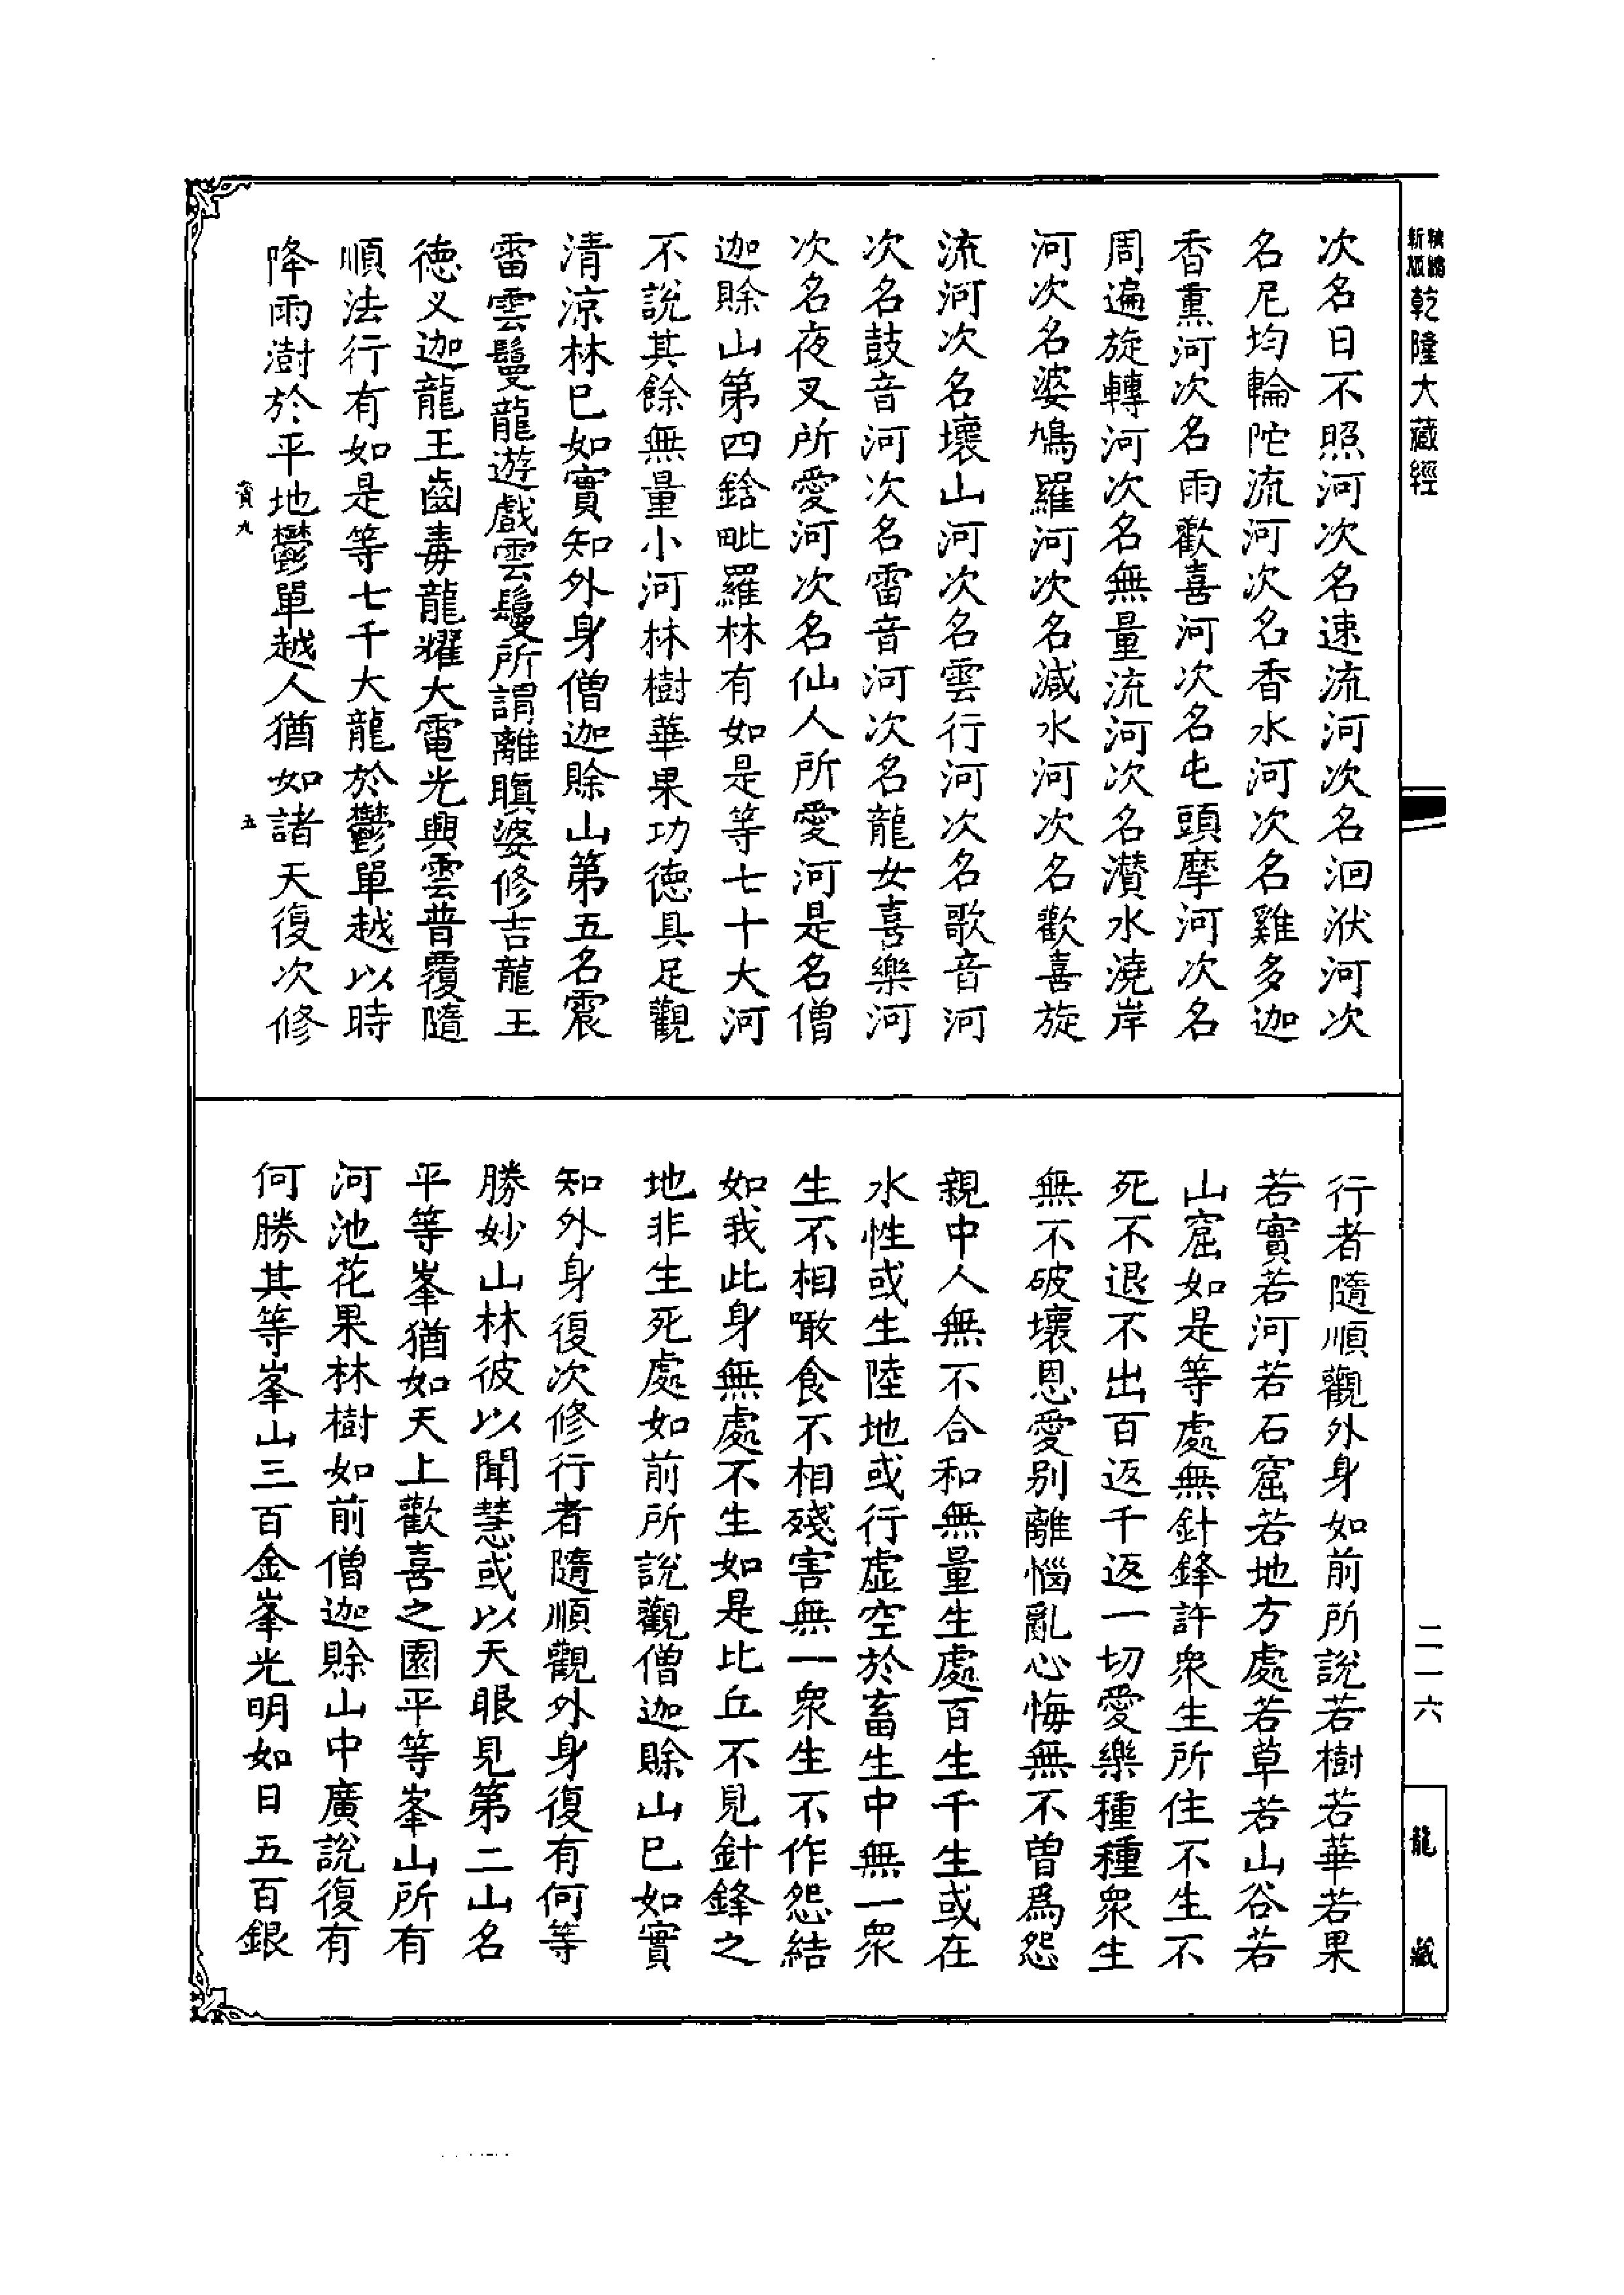 新版
乾隆大藏經
次名日不照河次名速流河次名洄洑河次
名尼均輪陀流河次名香水河次名雞多迦
香熏河次名雨歡喜河次名屯頭摩河次名
周遍旋轉河次名無量流河次名灒水澆岸
河次名婆鳩羅河次名減水河次名歡喜旋
流河次名壞山河次名雲行河次名歌音河
次名鼓音河次名雷音河次名龍女喜樂河
次名夜叉所愛河次名仙人所愛河是名僧
迦賒山第四鋡毗羅林有如是等七十大河
不說其餘無量小河林樹華果功德具足觀
清涼林已如實知外身僧迦賒山第五名震
雷雲鬘龍遊戲雲鬘所謂離瞋婆修吉龍王
德叉迦龍王齒毒龍耀大電光興雲普覆隨
順法行有如是等七千大龍於鬱單越以時
降雨澍於平地鬱單越人猶如諸天復次修
資九
五
行者隨順觀外身如前所說若樹若華若果
若實若河若石窟若地方處若草若山谷若
山窟如是等處無針鋒許眾生所住不生不
死不退不出百返千返一切愛樂種種眾生
無不破壞恩愛別離惱亂心悔無不曾爲怨
親中人無不合和無量生處百生千生或在
水性或生陸地或行虛空於畜生中無一眾
生不相噉食不相殘害無一眾生不作怨結
如我此身無處不生如是比丘不見針鋒之
地非生死處如前所說觀僧迦賒山已如實
知外身復次修行者隨順觀外身復有何等
勝妙山林彼以聞慧或以天眼見第二山名
平等峯猶如天上歡喜之園平等峯山所有
河池花果林樹如前僧迦賒山中廣說復有
何勝其等峯山三百金峯光明如日五百銀
二一六
龍藏